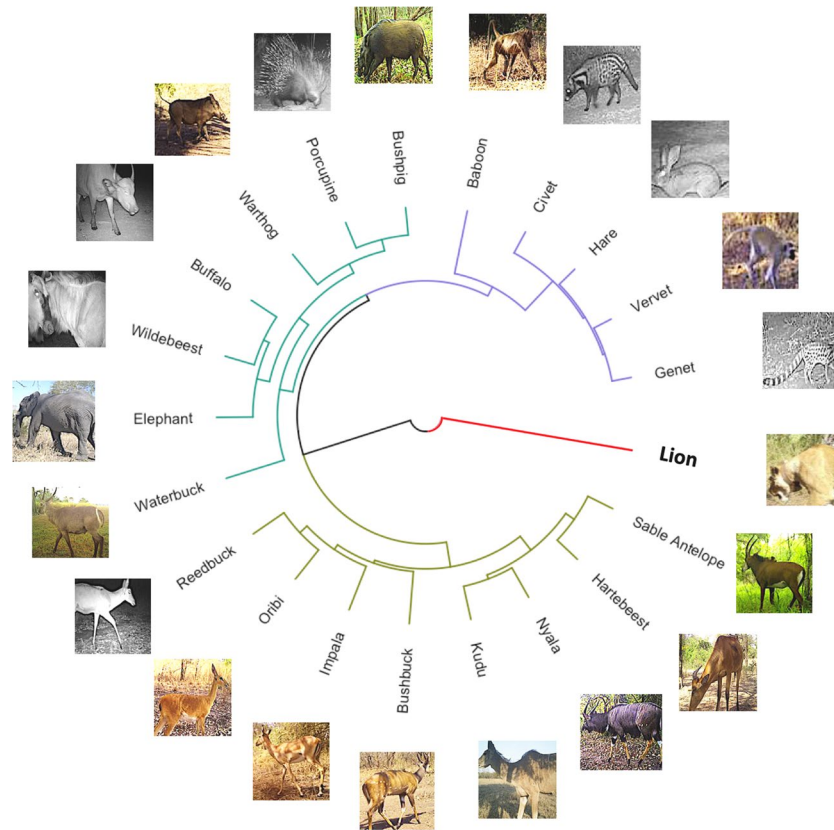 Baboon
Civet
Hare
Vervet
Genet
Lion
Sable Antelope
Hartebeest
Nyala
Kudu
Bushbuck
Impala
Oribi
Reedbuck
Waterbuck
Elephant
Wildebeest
Buffalo
Warthog
Porcupine
Bushpig